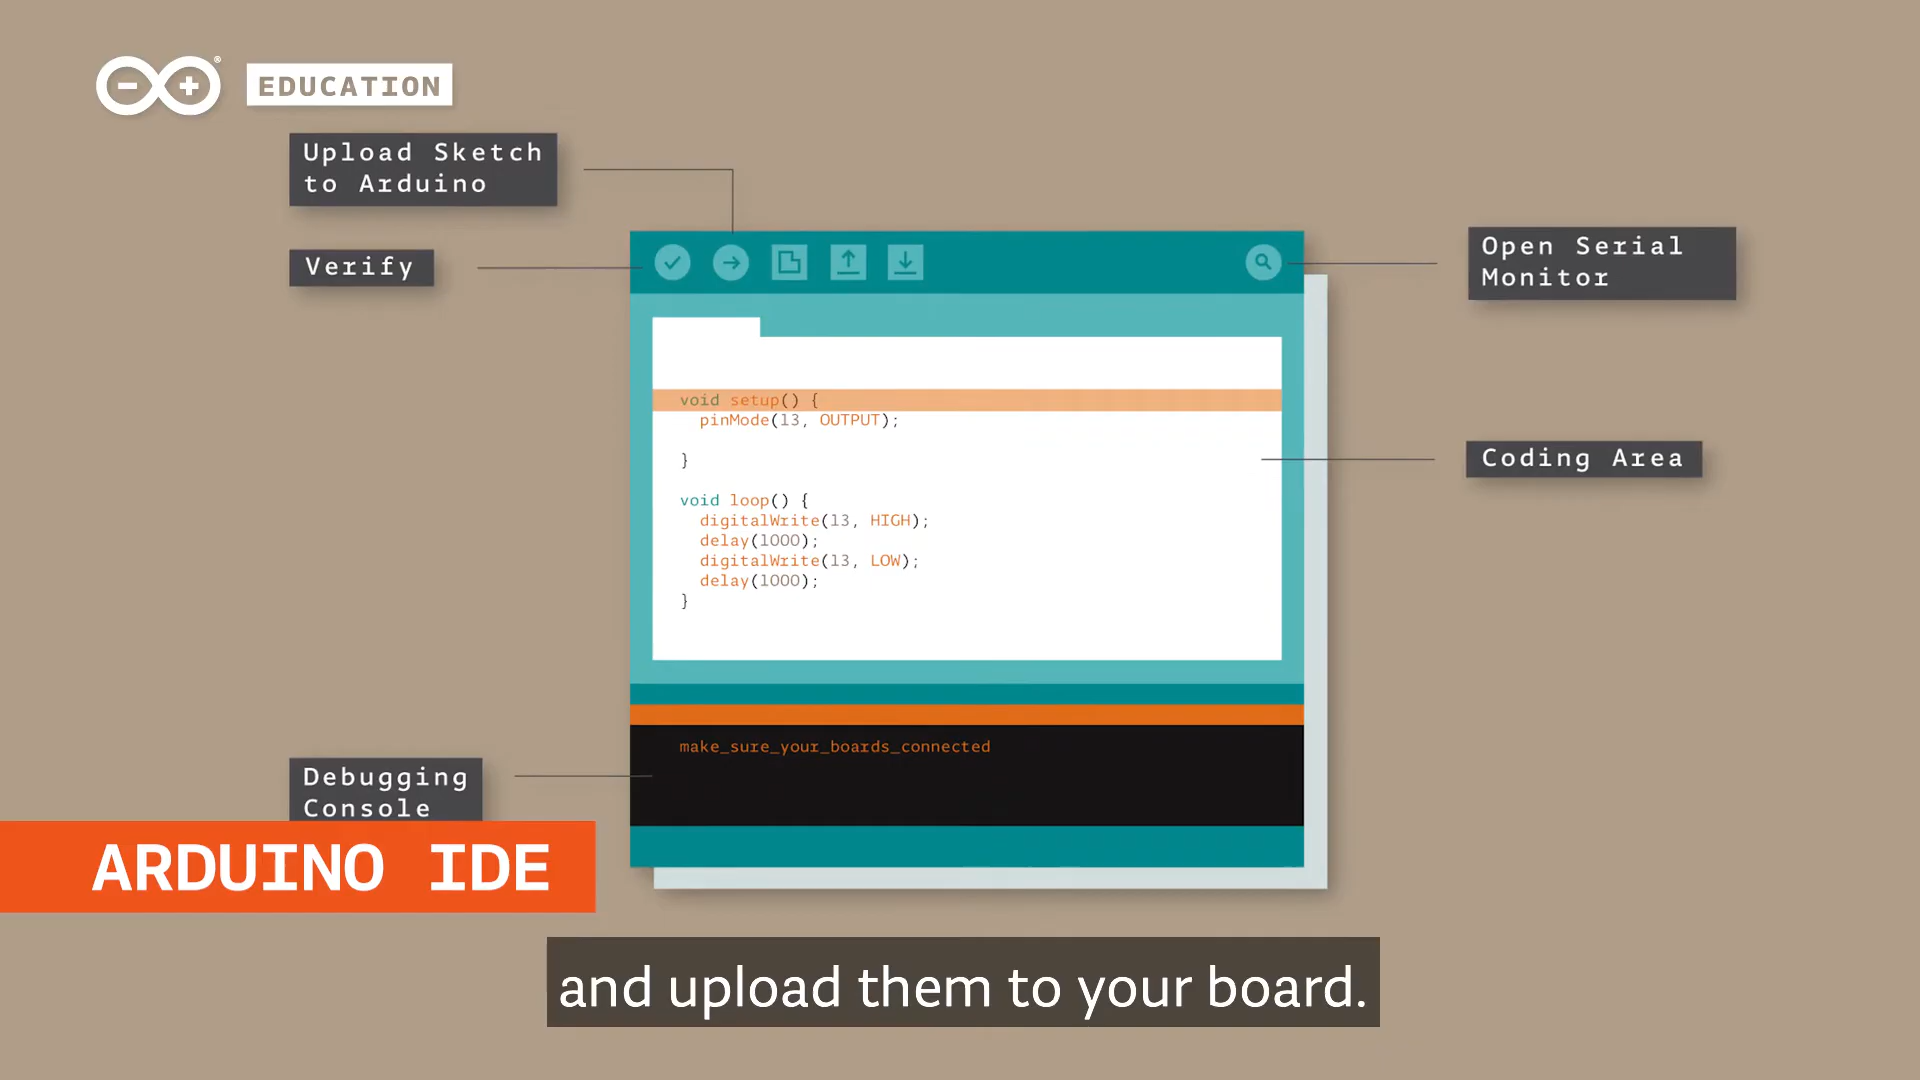 EDUCATION
Upload Sketch
to Arduino
Verify
Open Serial
Monitor
void setup() {
pinMode(13, OUTPUT);
}
void loop() {
digitalWrite(13, HIGH);
delay(1000);
digitalWrite(13, LOW);
delay(1000);
}
Coding Area
make_sure_your_boards_connected
Debugging
Console
ARDUINO IDE
and upload them to your board.